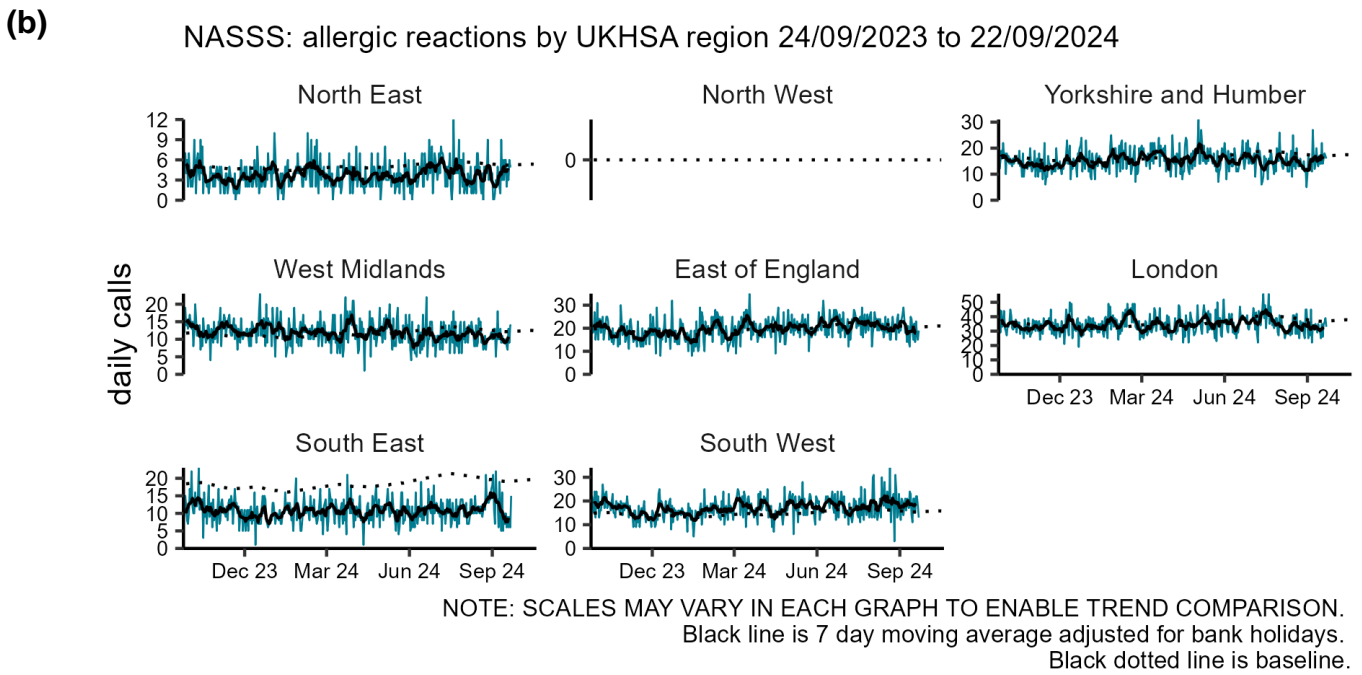 (b)
NASSS: allergic reactions by UKHSA region 24/09/2023 to 22/09/2024
North East
North West
Yorkshire and Humber
12
9
6
3
0
0
30
20
10
0
daily calls
West Midlands
East of England
London
20
15
10
5
0
30
20
10
0
50
40
30
20
10
0
Dec 23 Mar 24 Jun 24 Sep 24
South East
South West
20
15
10
5
0
30
20
10
0
Dec 23 Mar 24 Jun 24 Sep 24
Dec 23 Mar 24 Jun 24 Sep 24
NOTE: SCALES MAY VARY IN EACH GRAPH TO ENABLE TREND COMPARISON.
Black line is 7 day moving average adjusted for bank holidays.
Black dotted line is baseline.